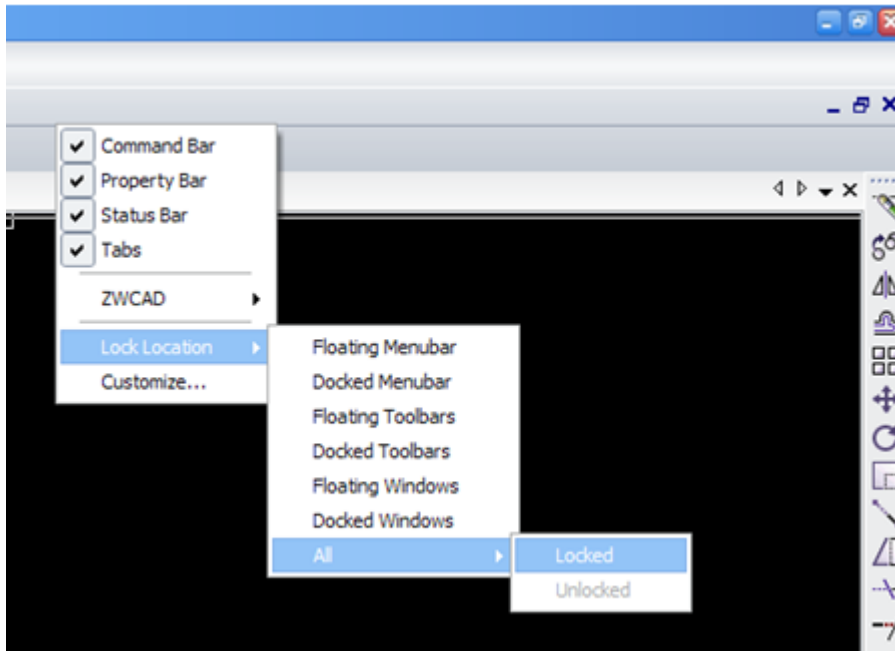 Command Bar
Property Bar
Status Bar
Tabs
ZWCAD
Lock Location
Customize...
Floating Menubar
Docked Menubar
Floating Toolbars
Docked Toolbars
Floating Windows
Docked Windows
All
Locked
Unlocked